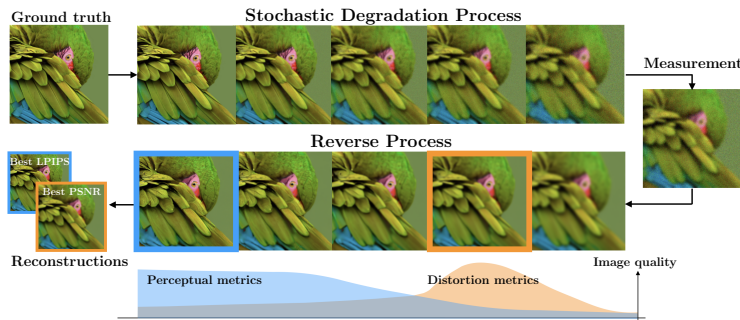 Ground truth
Stochastic Degradation Process
Measurement
Reverse Process
Best LPIPS
Best PSNR
Reconstructions
Image quality
Perceptual metrics
Distortion metrics